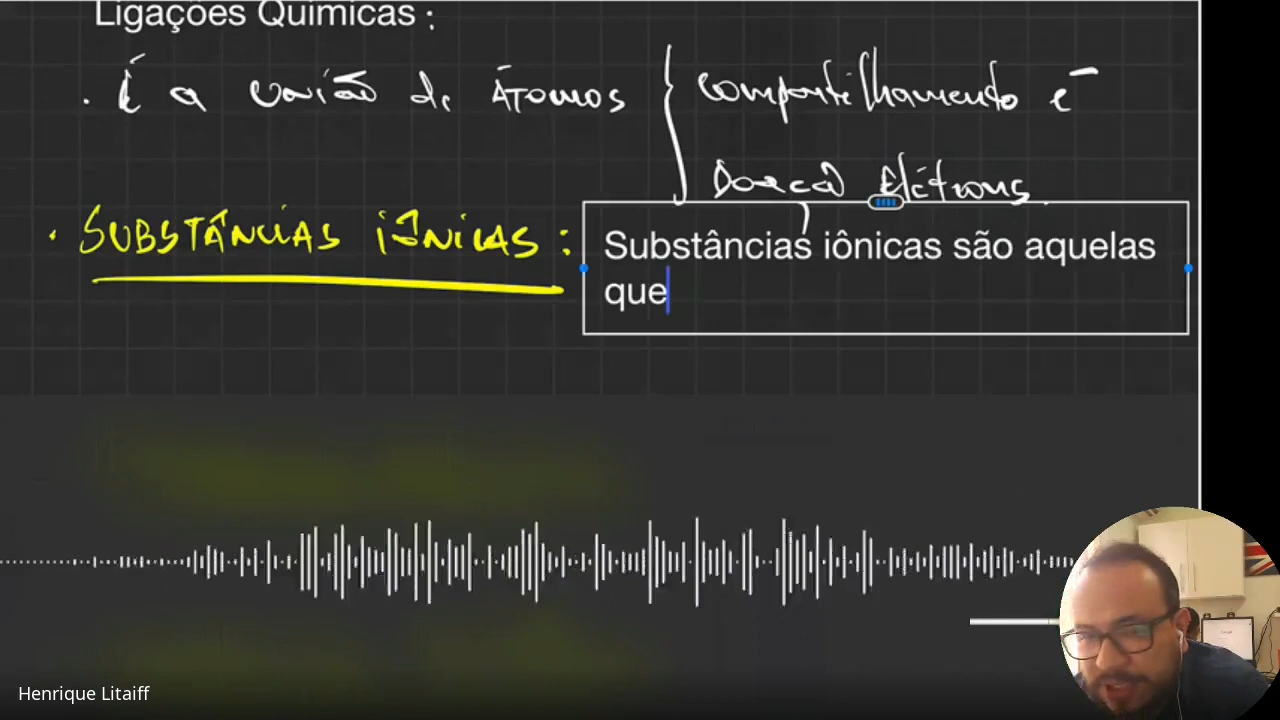 Ligações Químicas :
. É a união de Átomos { compartilhamento e
Doação Elétrons.
. SUBSTÂNCIAS iÔNiCAS :
Substâncias iônicas são aquelas
que
Henrique Litaiff